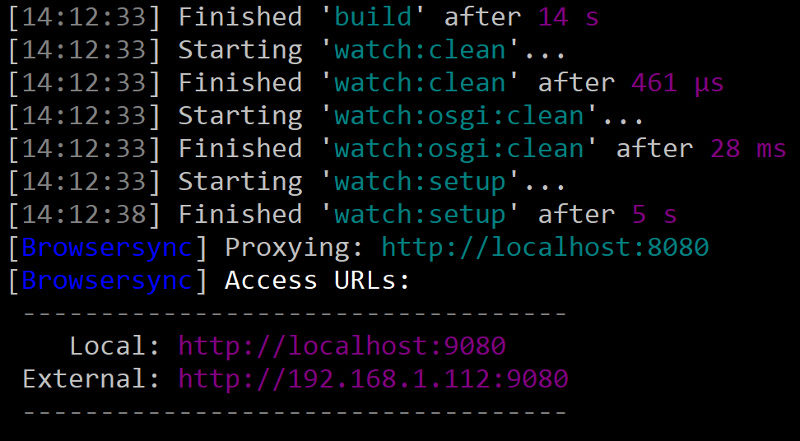 [14:12:33] Finished 'build' after 14 s
[14:12:33] Starting 'watch:clean'...
[14:12:33] Finished 'watch:clean' after 461 μs
[14:12:33] Starting 'watch:osgi:clean'...
[14:12:33] Finished 'watch:osgi:clean' after 28 ms
[14:12:33] Starting 'watch:setup'...
[14:12:38] Finished 'watch:setup' after 5 s
[Browsersync] Proxying: http://localhost:8080
[Browsersync] Access URLs:
-----------------------------------
Local: http://localhost:9080
External: http://192.168.1.112:9080
-----------------------------------